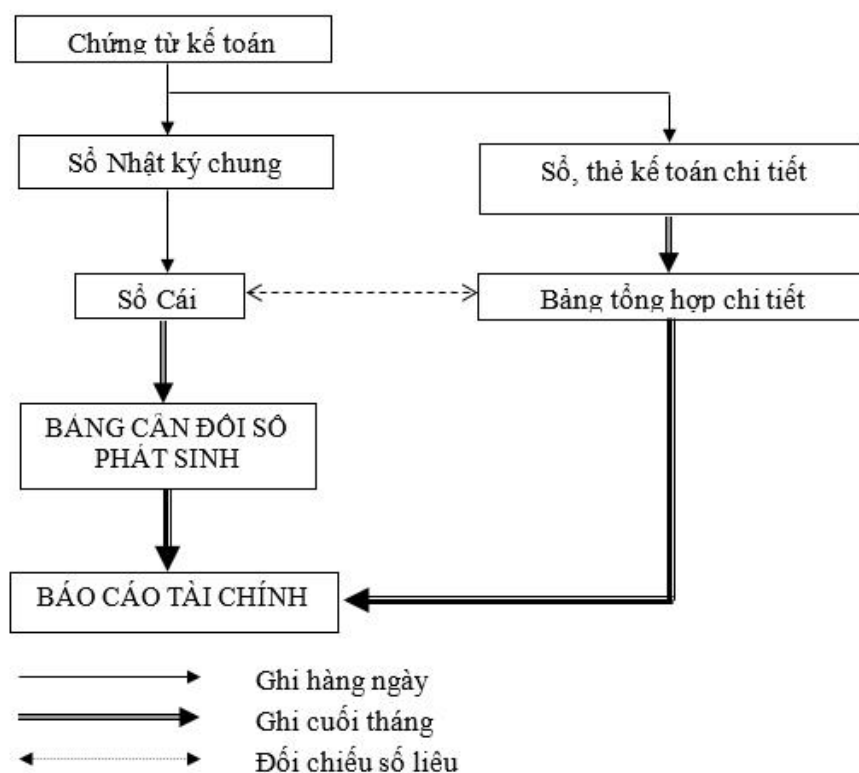 Chứng từ kế toán
Sổ Nhật ký chung
Sổ, thẻ kế toán chi tiết
Sổ Cái
Bảng tổng hợp chi tiết
BẢNG CÂN ĐỐI SỐ
PHÁT SINH
BÁO CÁO TÀI CHÍNH
Ghi hàng ngày
Ghi cuối tháng
Đối chiếu số liệu